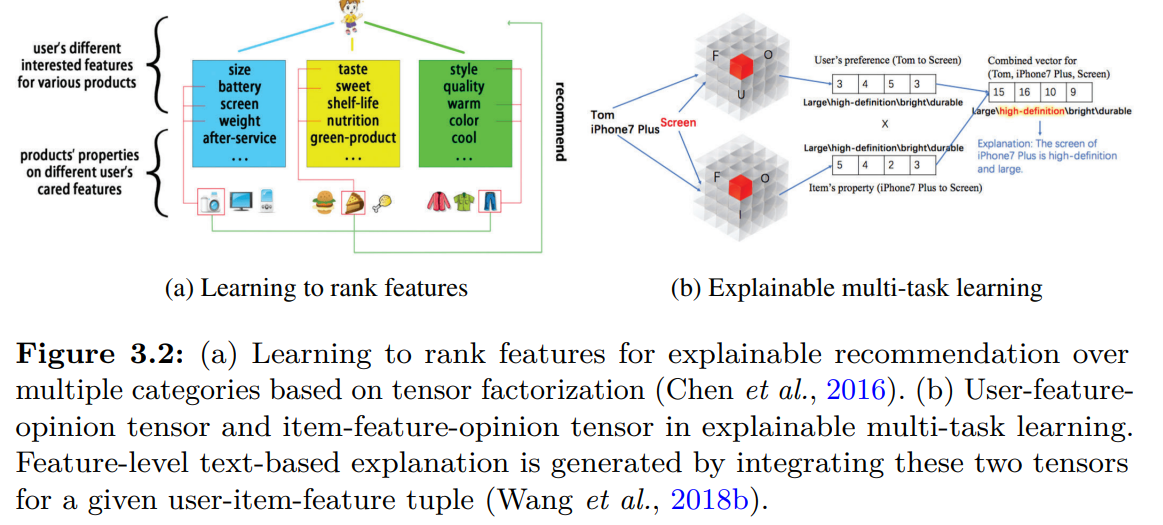 user's different
interested features
for various products
products' properties
on different user's
cared features
size
battery
screen
weight
after-service
...
taste
sweet
shelf-life
nutrition
green-product
...
style
quality
warm
color
cool
...
recommend
(a) Learning to rank features
Tom
iPhone7 Plus
Screen
F
O
U
F
O
I
User's preference (Tom to Screen)
3 4 5 3
Large\high-definition\bright\durable
X
Large\high-definition\bright\durable
5 4 2 3
Item's property (iPhone7 Plus to Screen)
Combined vector for
(Tom, iPhone7 Plus, Screen)
15 16 10 9
Large\high-definition\bright\durable
Explanation: The screen of
iPhone7 Plus is high-definition
and large.
(b) Explainable multi-task learning
Figure 3.2: (a) Learning to rank features for explainable recommendation over
multiple categories based on tensor factorization (Chen et al., 2016). (b) User-feature-
opinion tensor and item-feature-opinion tensor in explainable multi-task learning.
Feature-level text-based explanation is generated by integrating these two tensors
for a given user-item-feature tuple (Wang et al., 2018b).